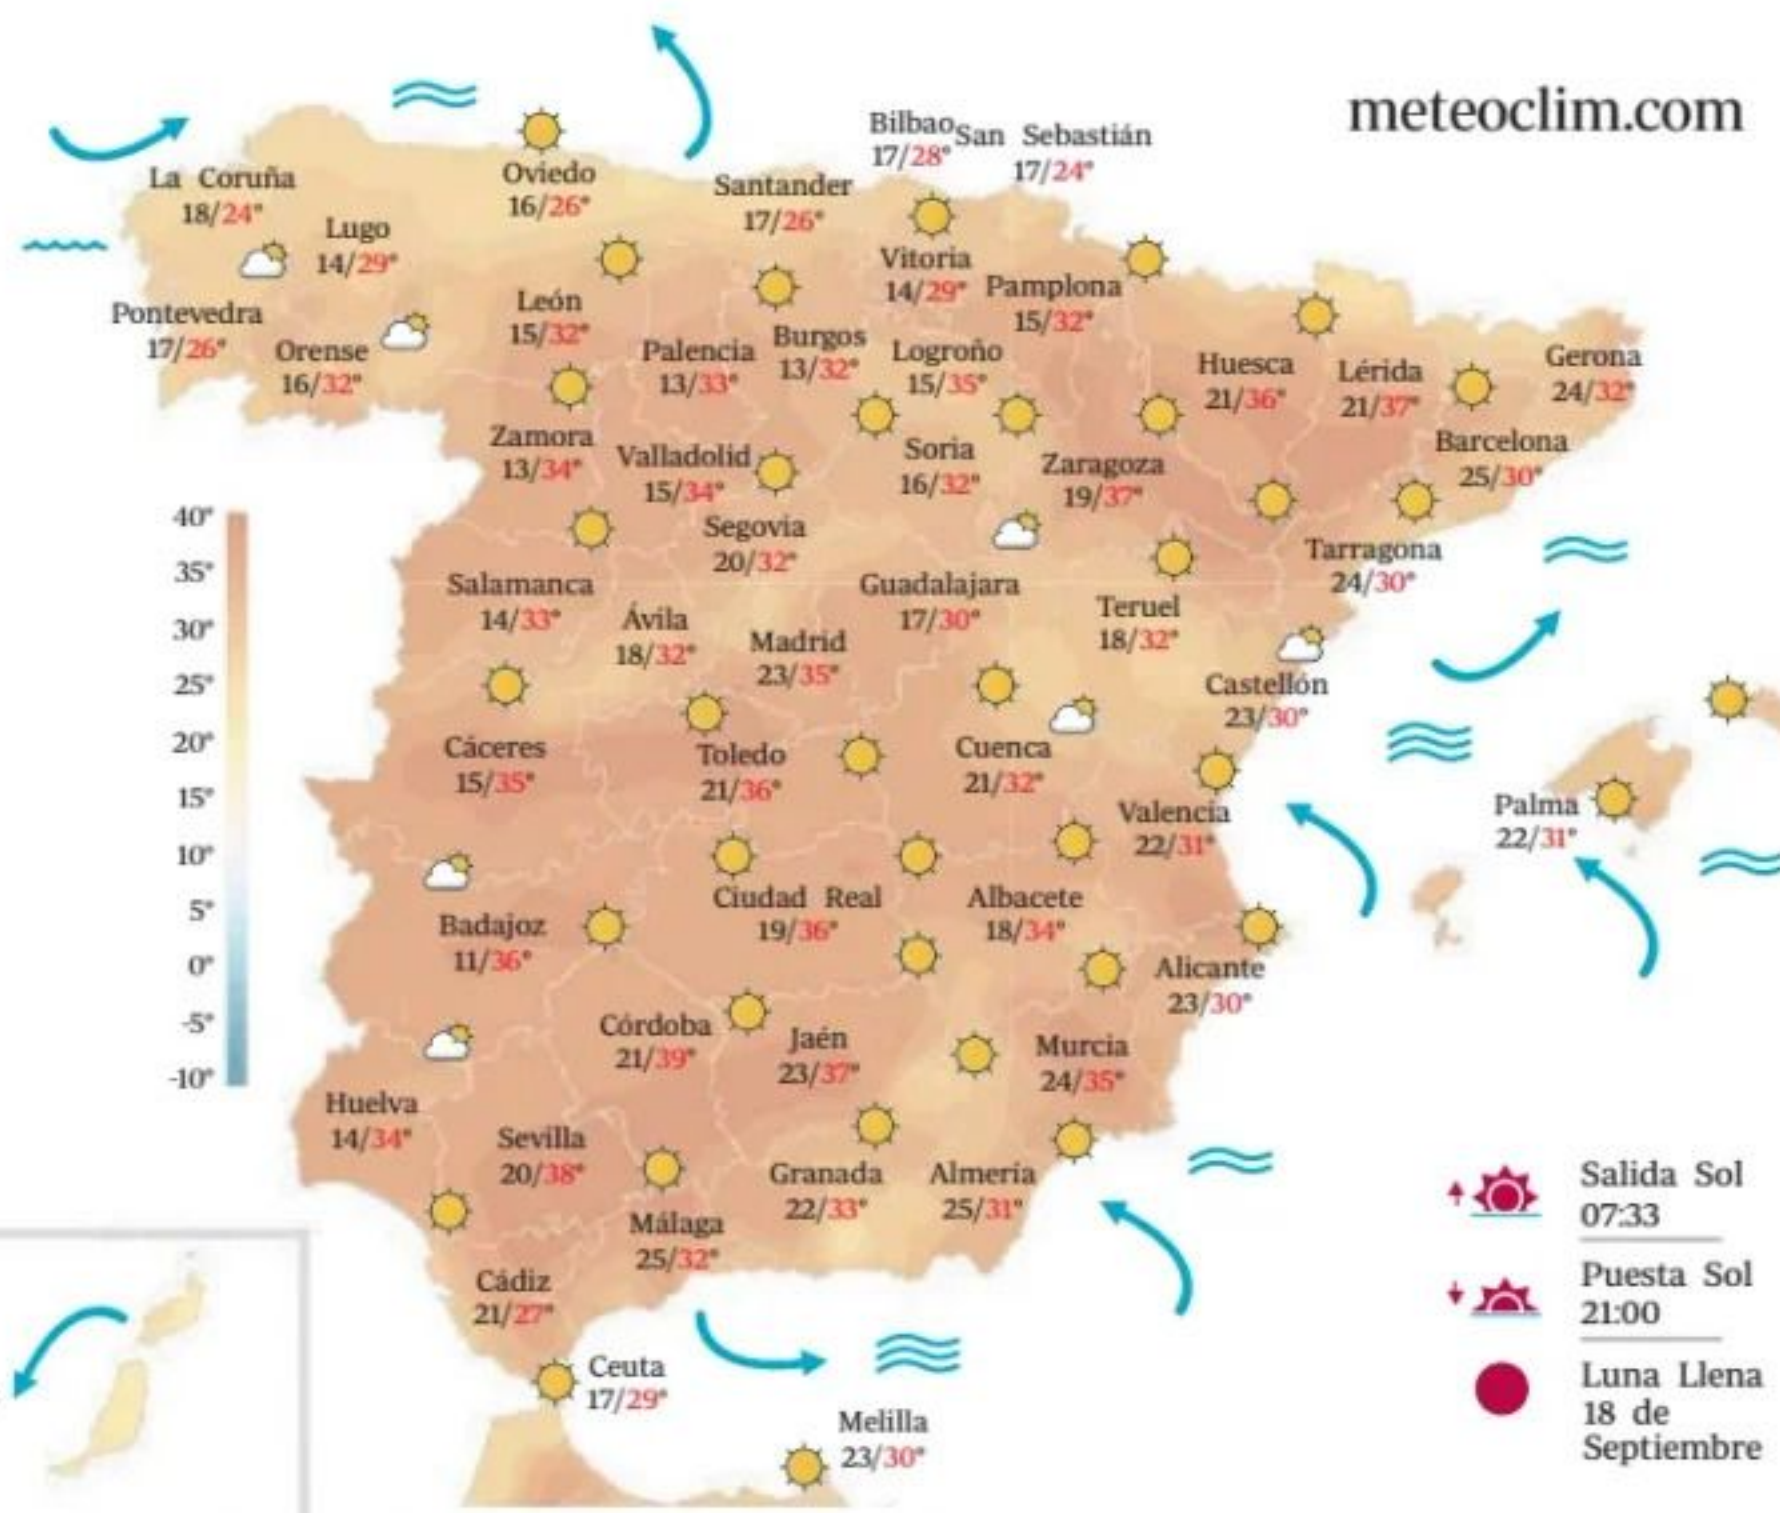 meteoclim.com
Bilbao
17/28°
San Sebastián
17/24°
La Coruña
18/24°
Oviedo
16/26°
Santander
17/26°
Lugo
14/29°
Vitoria
14/29°
Pamplona
15/32°
Pontevedra
17/26°
León
15/32°
Orense
16/32°
Palencia
13/33°
Burgos
13/32°
Logroño
15/35°
Huesca
21/36°
Lérida
21/37°
Gerona
24/32°
Zamora
13/34°
Valladolid
15/34°
Soria
16/32°
Zaragoza
19/37°
Barcelona
25/30°
Segovia
20/32°
Tarragona
24/30°
Salamanca
14/33°
Ávila
18/32°
Madrid
23/35°
Guadalajara
17/30°
Teruel
18/32°
Castellón
23/30°
Cáceres
15/35°
Toledo
21/36°
Cuenca
21/32°
Valencia
22/31°
Palma
22/31°
Badajoz
11/36°
Ciudad Real
19/36°
Albacete
18/34°
Alicante
23/30°
Córdoba
21/39°
Jaén
23/37°
Murcia
24/35°
Huelva
14/34°
Sevilla
20/38°
Granada
22/33°
Almería
25/31°
Málaga
25/32°
Cádiz
21/27°
Ceuta
17/29°
Melilla
23/30°
40°
35°
30°
25°
20°
15°
10°
5°
0°
-5°
-10°
Salida Sol
07:33
Puesta Sol
21:00
Luna Llena
18 de
Septiembre